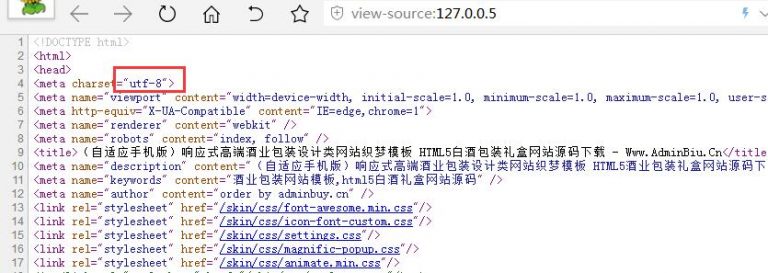 view-source:127.0.0.5
1 <!DOCTYPE html>
2 <html>
3 <head>
4 <meta charset="utf-8">
5 <meta name="viewport" content="width=device-width, initial-scale=1.0, minimum-scale=1.0, maximum-scale=1.0, user-s
6 <meta http-equiv="X-UA-Compatible" content="IE=edge,chrome=1">
7 <meta name="renderer" content="webkit" />
8 <meta name="robots" content="index, follow" />
9 <title>（自适应手机版）响应式高端酒业包装设计类网站织梦模板 HTML5白酒包装礼盒网站源码下载 - Www.AdminBiu.Cn</title
10 <meta name="description" content="（自适应手机版）响应式高端酒业包装设计类网站织梦模板 HTML5白酒包装礼盒网站源码下
11 <meta name="keywords" content="酒业包装网站模板,html5白酒礼盒网站源码" />
12 <meta name="author" content="order by adminbuy.cn" />
13 <link rel="stylesheet" href="/skin/css/font-awesome.min.css"/>
14 <link rel="stylesheet" href="/skin/css/icon-font-custom.css"/>
15 <link rel="stylesheet" href="/skin/css/settings.css"/>
16 <link rel="stylesheet" href="/skin/css/magnific-popup.css"/>
17 <link rel="stylesheet" href="/skin/css/animate.min.css"/>